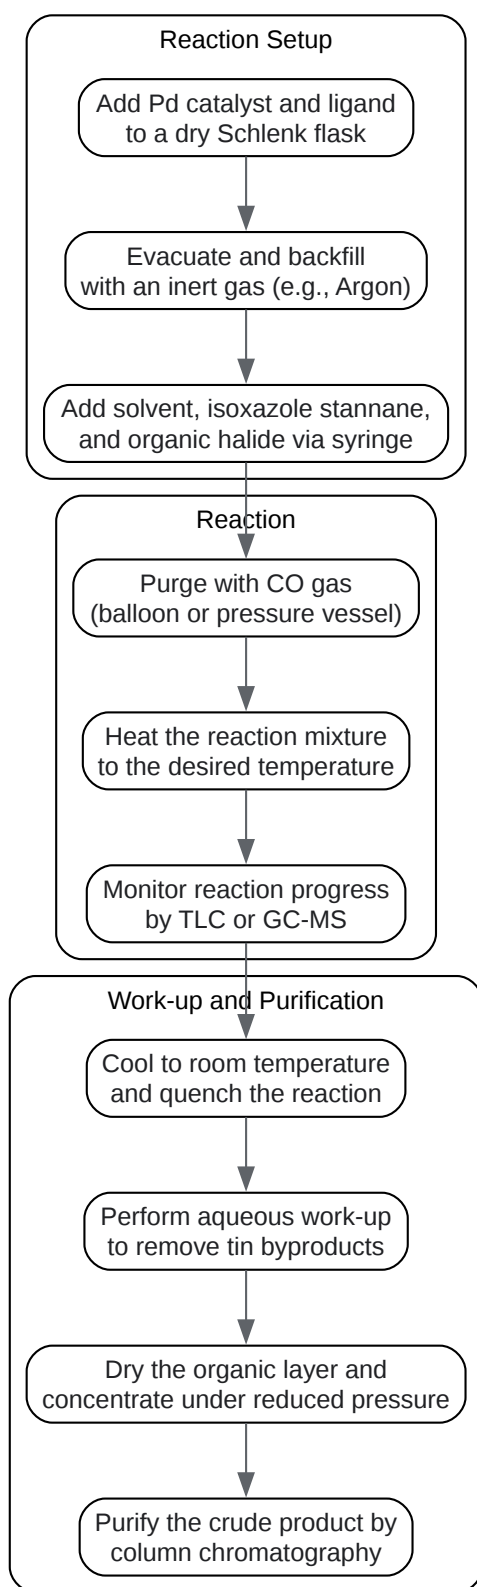 Reaction Setup
Add Pd catalyst and ligand
to a dry Schlenk flask
Evacuate and backfill
with an inert gas (e.g., Argon)
Add solvent, isoxazole stannane,
and organic halide via syringe
Reaction
Purge with CO gas
(balloon or pressure vessel)
Heat the reaction mixture
to the desired temperature
Monitor reaction progress
by TLC or GC-MS
Work-up and Purification
Cool to room temperature
and quench the reaction
Perform aqueous work-up
to remove tin byproducts
Dry the organic layer and
concentrate under reduced pressure
Purify the crude product by
column chromatography